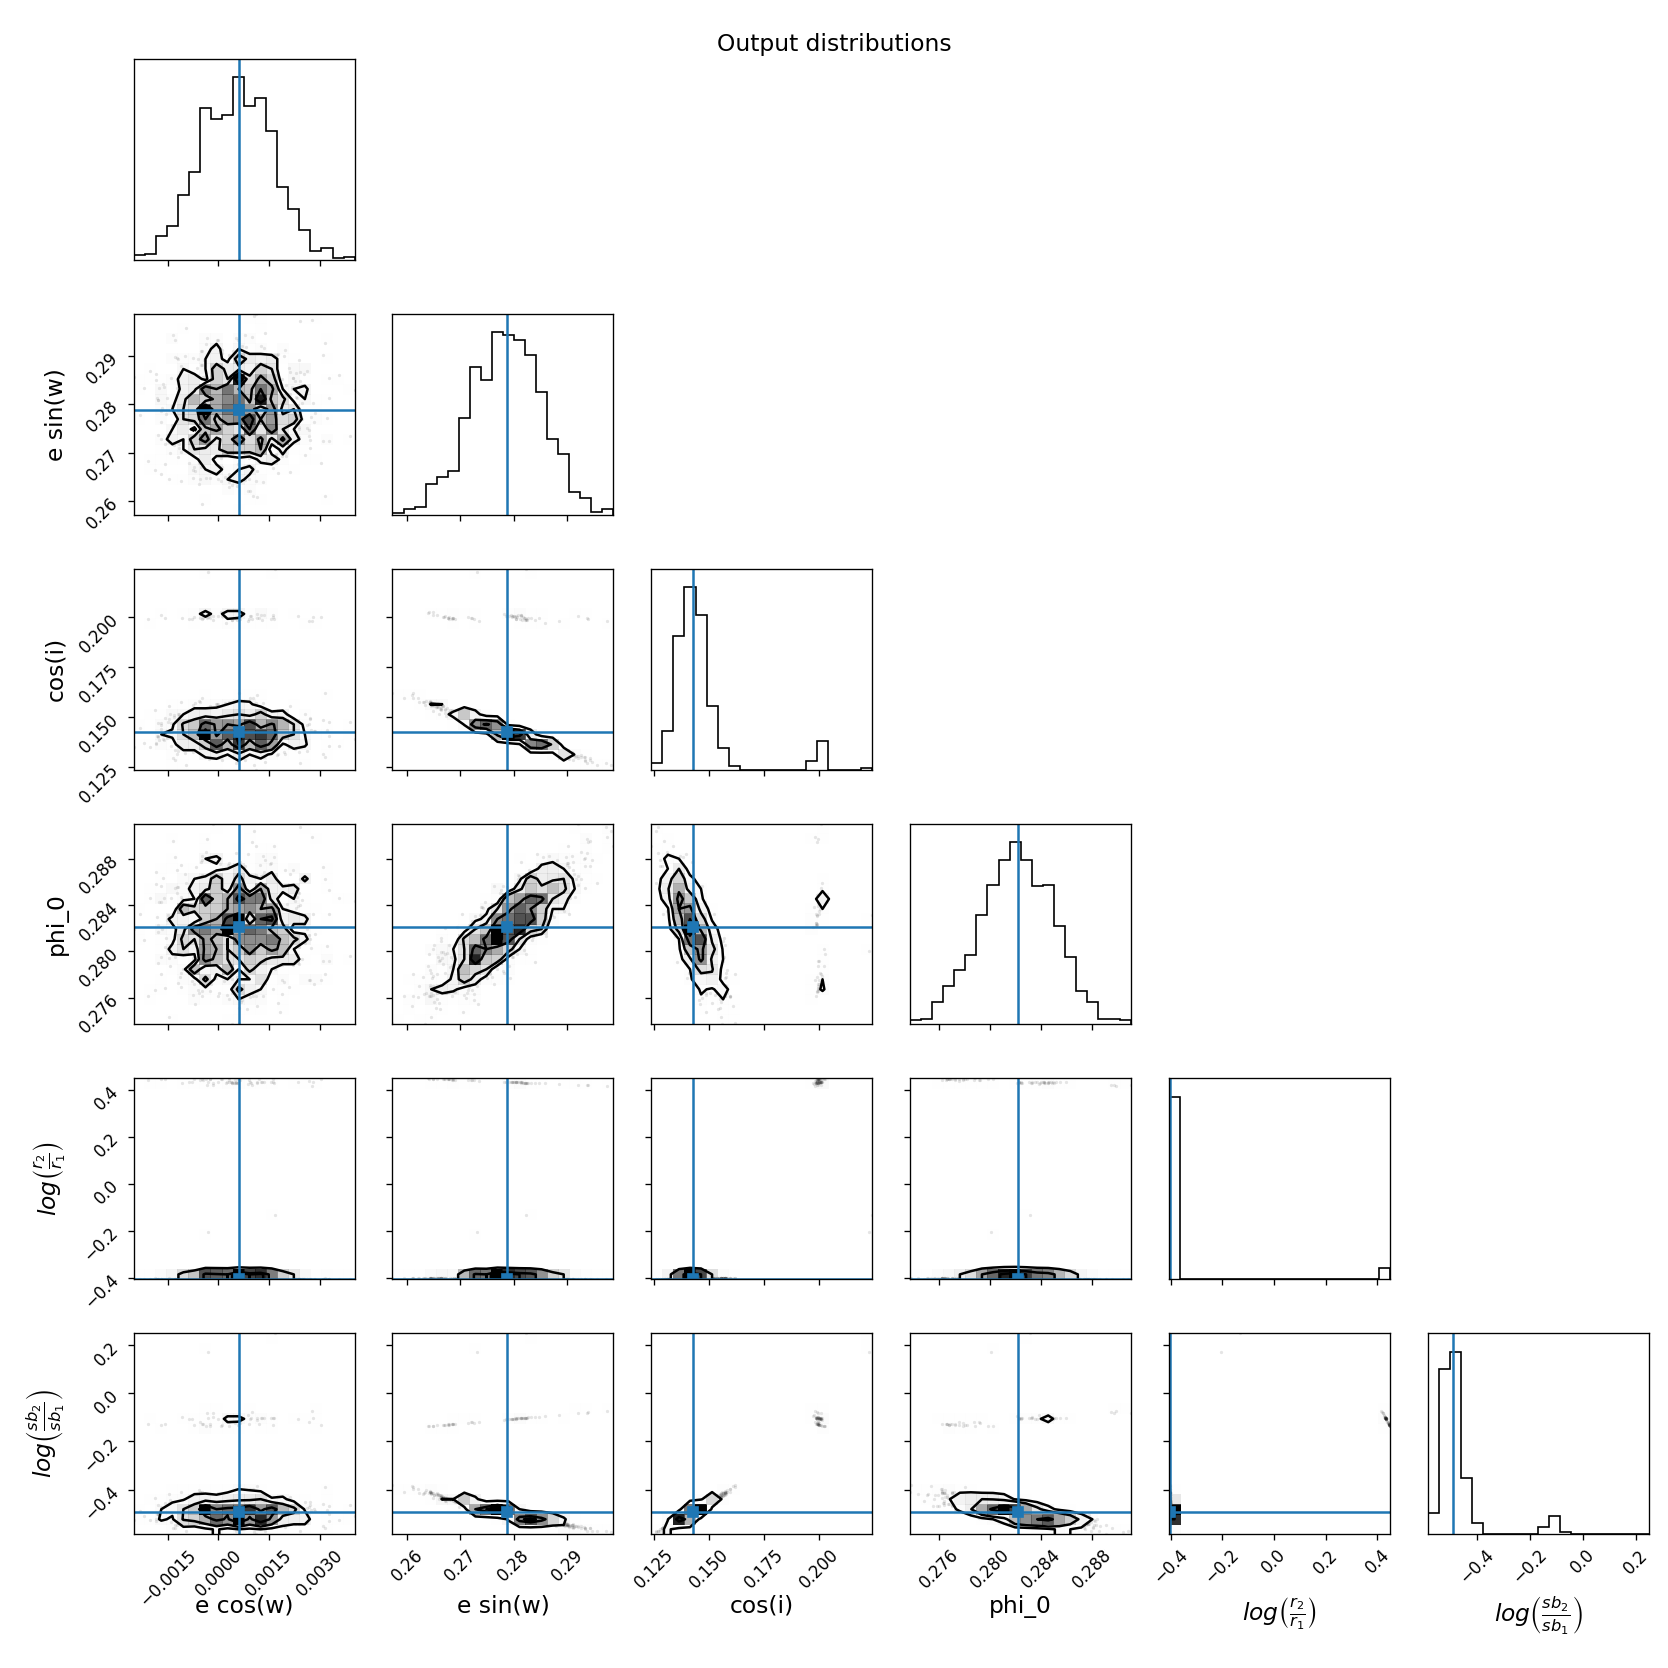 Output distributions
e sin(w)
0.29
0.28
0.27
0.26
cos(i)
0.200
0.175
0.150
0.125
phi_0
0.288
0.284
0.280
0.276
log(r₂/r₁)
0.4
0.2
0.0
−0.2
−0.4
log(sb₂/sb₁)
0.2
0.0
−0.2
−0.4
−0.0015 0.0000 0.0015 0.0030 0.26 0.27 0.28 0.29 0.125 0.150 0.175 0.200 0.276 0.280 0.284 0.288 −0.4 −0.2 0.0 0.2 0.4 −0.4 −0.2 0.0 0.2
e cos(w) e sin(w) cos(i) phi_0 log(r₂/r₁) log(sb₂/sb₁)